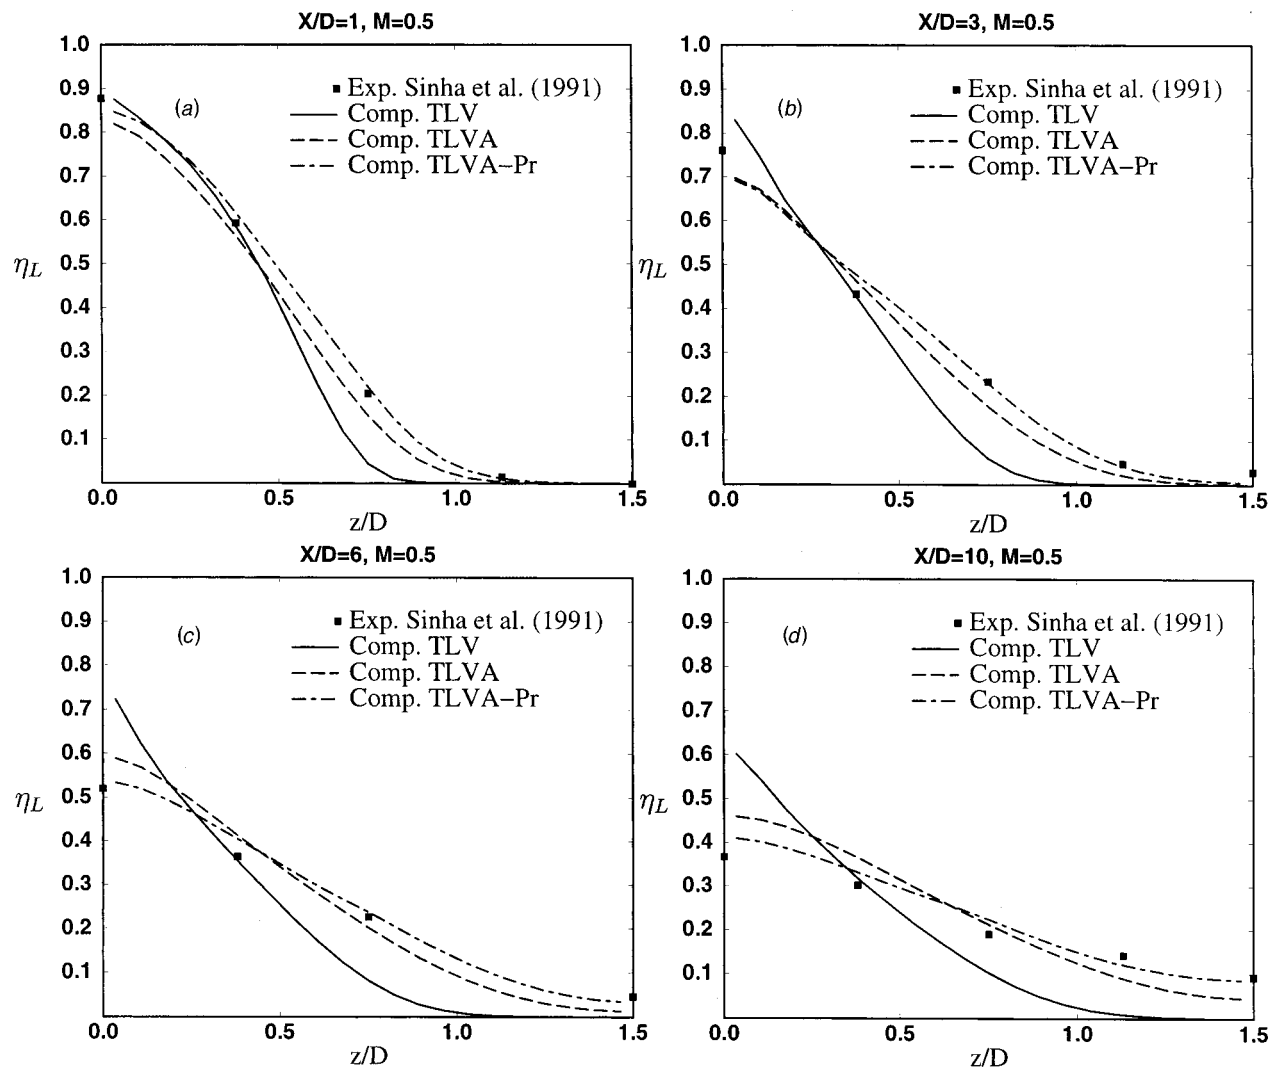 X/D=1, M=0.5
1.0
0.9
0.8
0.7
0.6
0.5
0.4
0.3
0.2
0.1
η_L
(a)
Exp. Sinha et al. (1991)
Comp. TLV
Comp. TLVA
Comp. TLVA–Pr
0.0 0.5 1.0 1.5
z/D
X/D=3, M=0.5
1.0
0.9
0.8
0.7
0.6
0.5
0.4
0.3
0.2
0.1
η_L
(b)
Exp. Sinha et al. (1991)
Comp. TLV
Comp. TLVA
Comp. TLVA–Pr
0.0 0.5 1.0 1.5
z/D
X/D=6, M=0.5
1.0
0.9
0.8
0.7
0.6
0.5
0.4
0.3
0.2
0.1
η_L
(c)
Exp. Sinha et al. (1991)
Comp. TLV
Comp. TLVA
Comp. TLVA–Pr
0.0 0.5 1.0 1.5
z/D
X/D=10, M=0.5
1.0
0.9
0.8
0.7
0.6
0.5
0.4
0.3
0.2
0.1
η_L
(d)
Exp. Sinha et al. (1991)
Comp. TLV
Comp. TLVA
Comp. TLVA–Pr
0.0 0.5 1.0 1.5
z/D